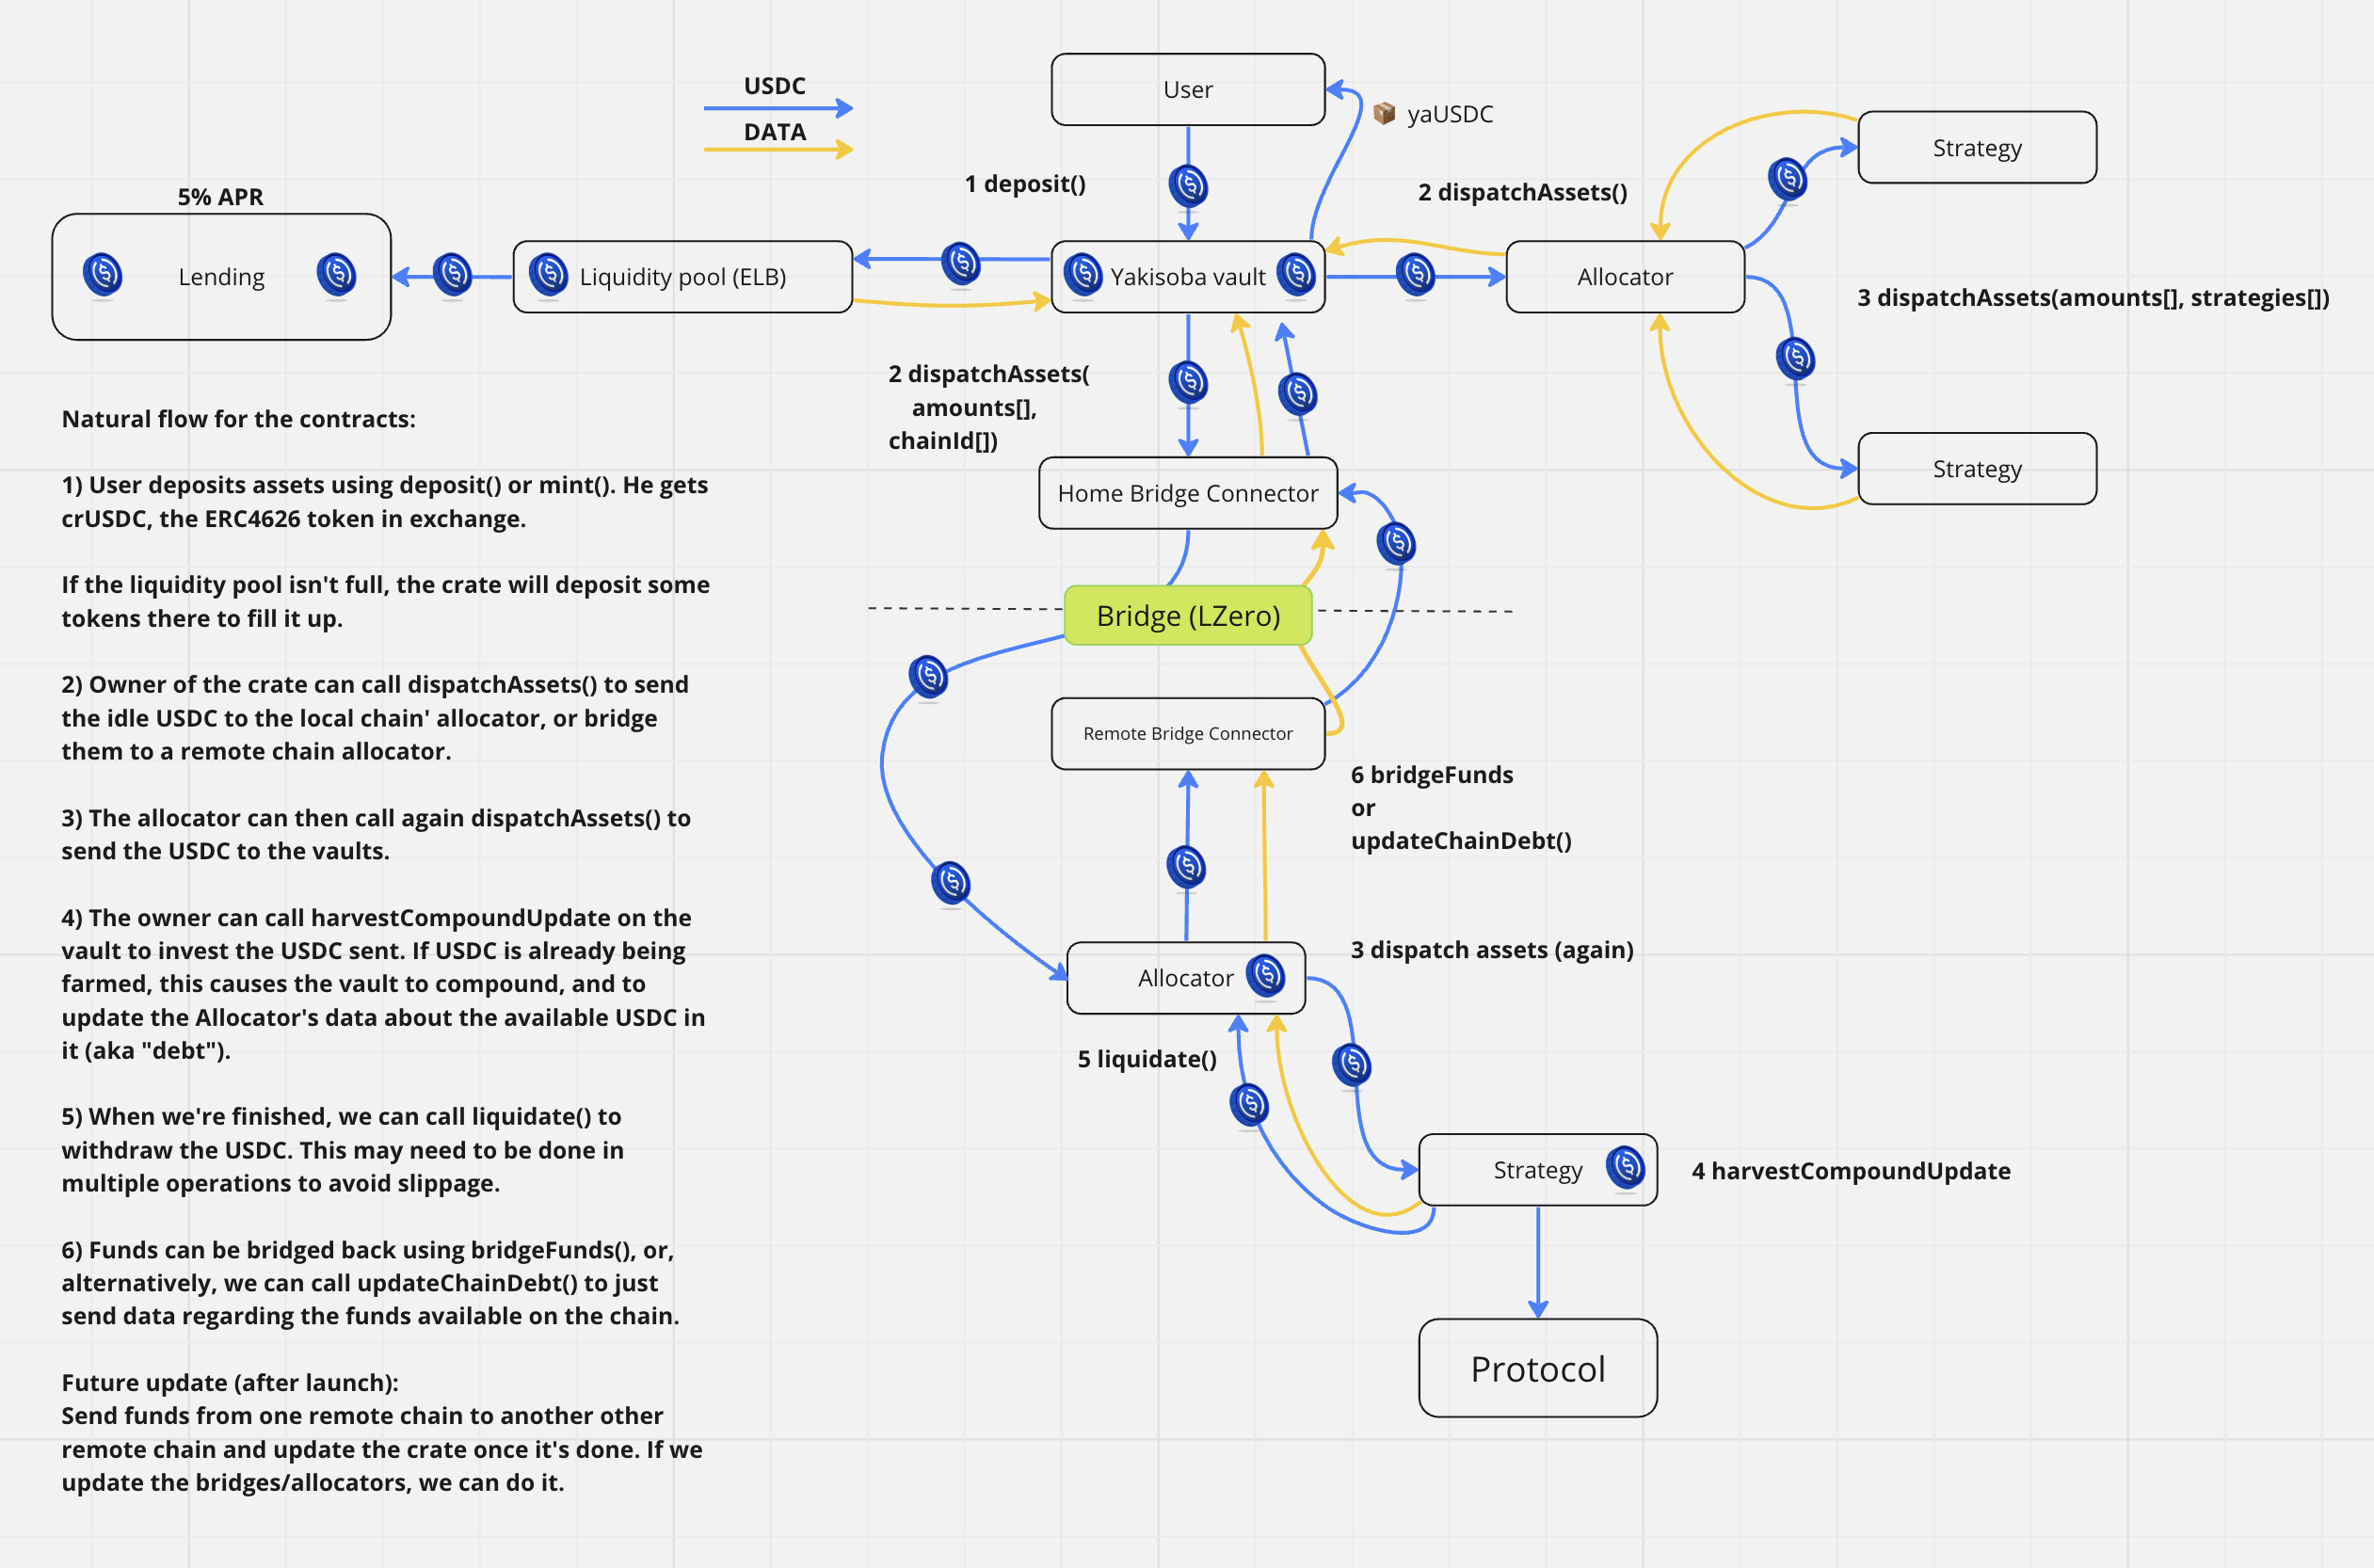 USDC
DATA
User
📦 yaUSDC
1 deposit()
2 dispatchAssets()
Strategy
5% APR
Lending
Liquidity pool (ELB)
Yakisoba vault
Allocator
3 dispatchAssets(amounts[], strategies[])
2 dispatchAssets(
amounts[],
chainId[])
Strategy
Home Bridge Connector
Bridge (LZero)
Remote Bridge Connector
6 bridgeFunds
or
updateChainDebt()
3 dispatch assets (again)
Allocator
5 liquidate()
Strategy
4 harvestCompoundUpdate
Protocol
Natural flow for the contracts:
1) User deposits assets using deposit() or mint(). He gets
crUSDC, the ERC4626 token in exchange.
If the liquidity pool isn't full, the crate will deposit some
tokens there to fill it up.
2) Owner of the crate can call dispatchAssets() to send
the idle USDC to the local chain' allocator, or bridge
them to a remote chain allocator.
3) The allocator can then call again dispatchAssets() to
send the USDC to the vaults.
4) The owner can call harvestCompoundUpdate on the
vault to invest the USDC sent. If USDC is already being
farmed, this causes the vault to compound, and to
update the Allocator's data about the available USDC in
it (aka "debt").
5) When we're finished, we can call liquidate() to
withdraw the USDC. This may need to be done in
multiple operations to avoid slippage.
6) Funds can be bridged back using bridgeFunds(), or,
alternatively, we can call updateChainDebt() to just
send data regarding the funds available on the chain.
Future update (after launch):
Send funds from one remote chain to another other
remote chain and update the crate once it's done. If we
update the bridges/allocators, we can do it.